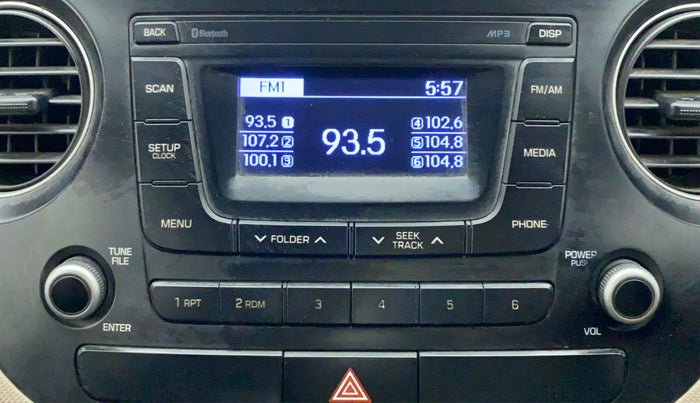 BACK Bluetooth MP3 DISP
SCAN FM1 5:57 FM/AM
93.5 1 4 102.6
107.2 2 93.5 5 104.8
100.1 3 6 104.8
SETUP
CLOCK
MEDIA
MENU FOLDER SEEK
TRACK
PHONE
TUNE
FILE
POWER
PUSH
1 RPT 2 RDM 3 4 5 6
ENTER VOL